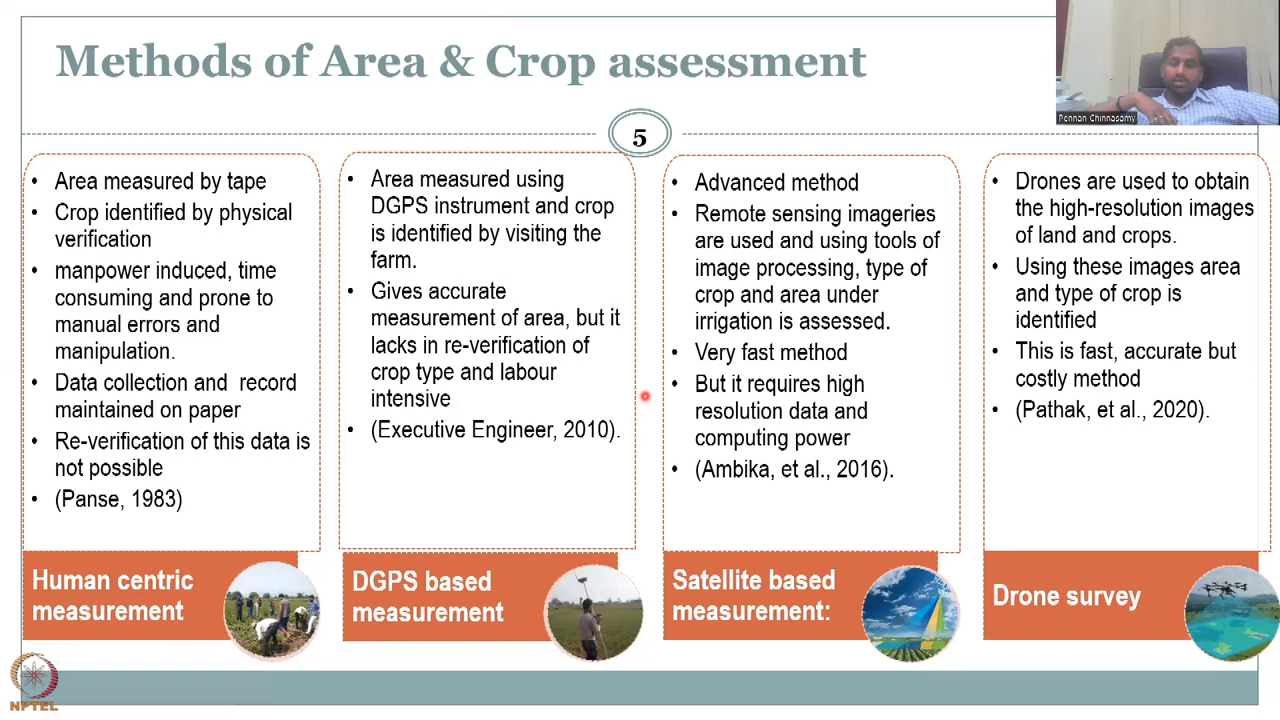 Methods of Area & Crop assessment
Pennan Chinnasamy
5
• Area measured by tape
• Crop identified by physical
verification
• manpower induced, time
consuming and prone to
manual errors and
manipulation.
• Data collection and record
maintained on paper
• Re-verification of this data is
not possible
• (Panse, 1983)
Human centric
measurement
• Area measured using
DGPS instrument and crop
is identified by visiting the
farm.
• Gives accurate
measurement of area, but it
lacks in re-verification of
crop type and labour
intensive
• (Executive Engineer, 2010).
DGPS based
measurement
• Advanced method
• Remote sensing imageries
are used and using tools of
image processing, type of
crop and area under
irrigation is assessed.
• Very fast method
• But it requires high
resolution data and
computing power
• (Ambika, et al., 2016).
Satellite based
measurement:
• Drones are used to obtain
the high-resolution images
of land and crops.
• Using these images area
and type of crop is
identified
• This is fast, accurate but
costly method
• (Pathak, et al., 2020).
Drone survey
NPTEL